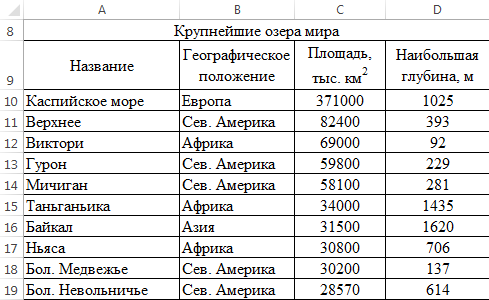 A B C D
8 Крупнейшие озера мира
9 Название Географическое положение Площадь, тыс. км² Наибольшая глубина, м
10 Каспийское море Европа 371000 1025
11 Верхнее Сев. Америка 82400 393
12 Виктори Африка 69000 92
13 Гурон Сев. Америка 59800 229
14 Мичиган Сев. Америка 58100 281
15 Таньганьика Африка 34000 1435
16 Байкал Азия 31500 1620
17 Ньяса Африка 30800 706
18 Бол. Медвежье Сев. Америка 30200 137
19 Бол. Невольничье Сев. Америка 28570 614